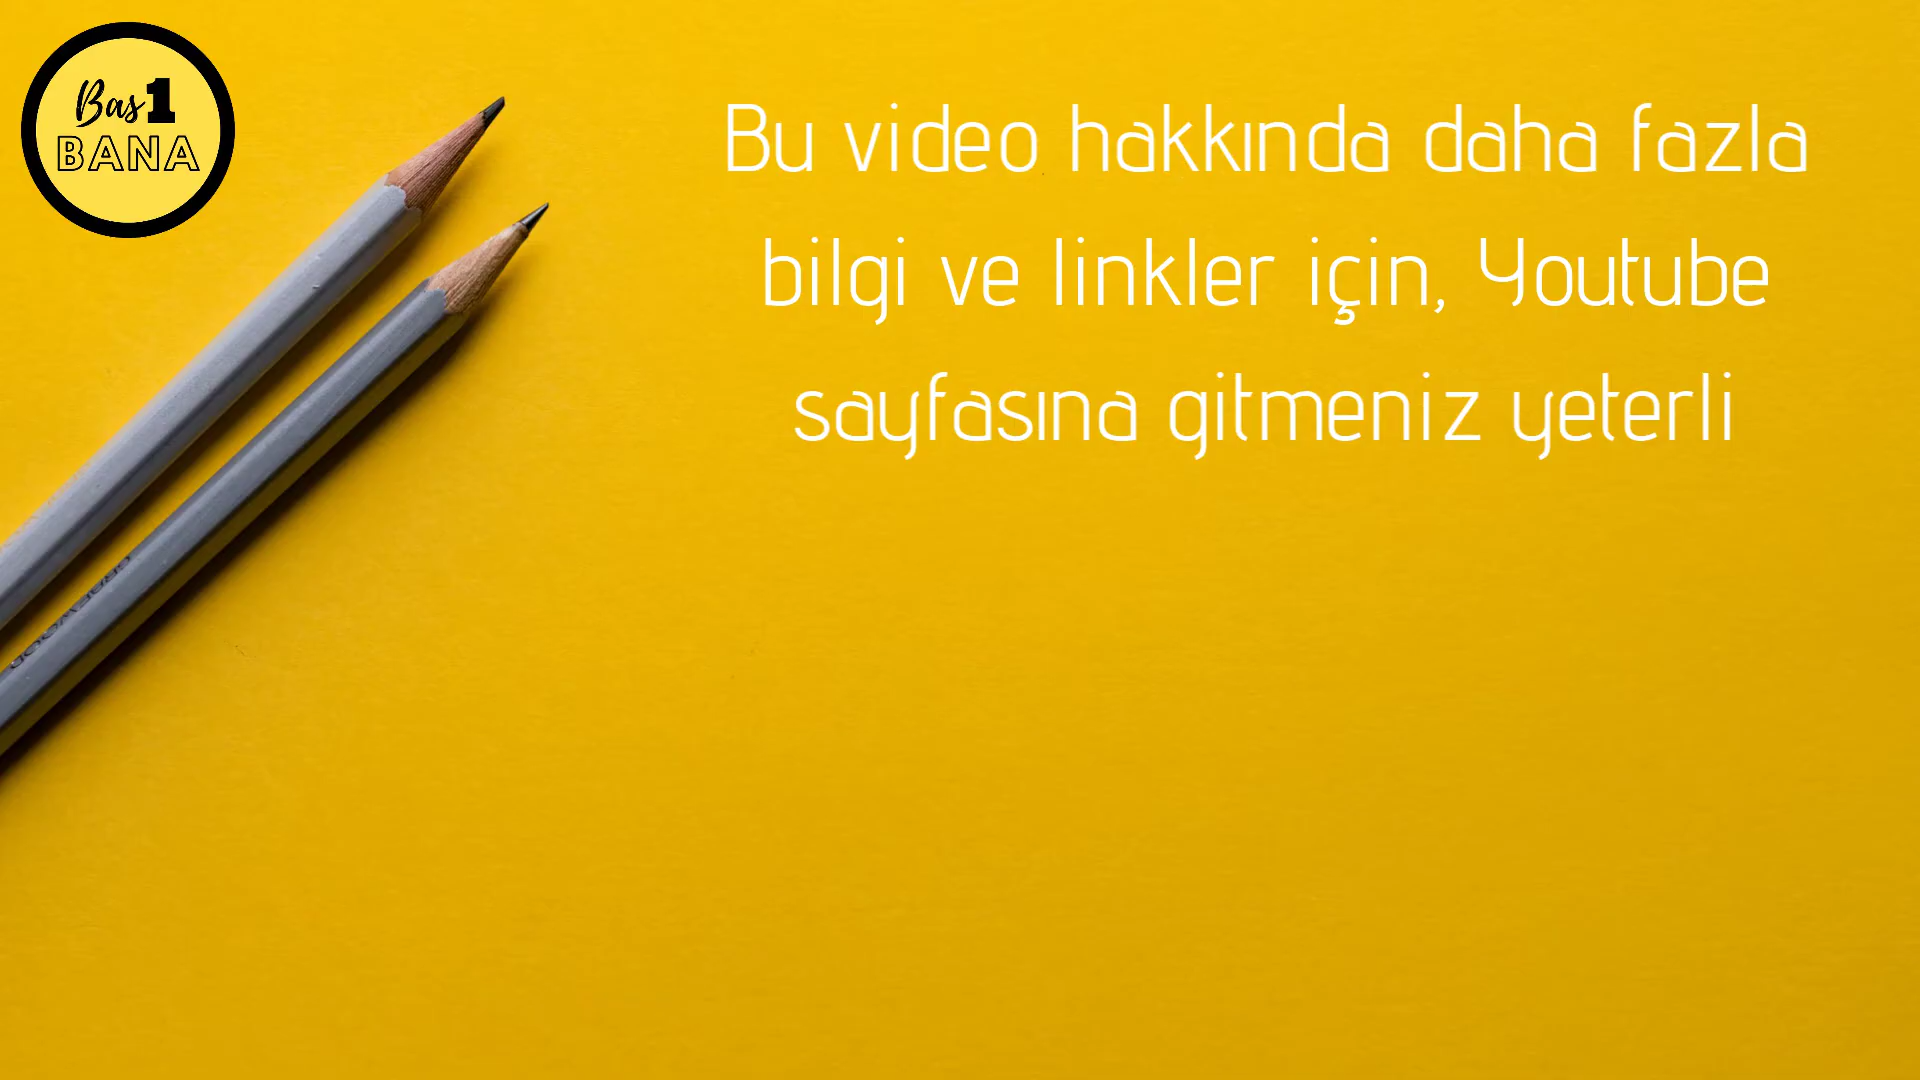 Bas1
BANA
Bu video hakkında daha fazla
bilgi ve linkler için, Youtube
sayfasına gitmeniz yeterli